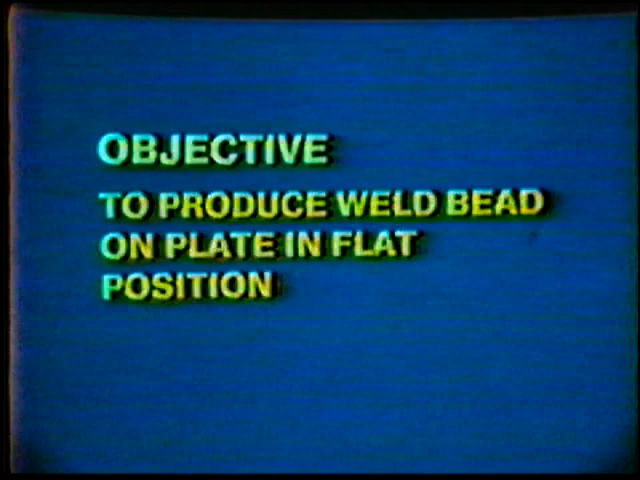 OBJECTIVE
TO PRODUCE WELD BEAD
ON PLATE IN FLAT
POSITION